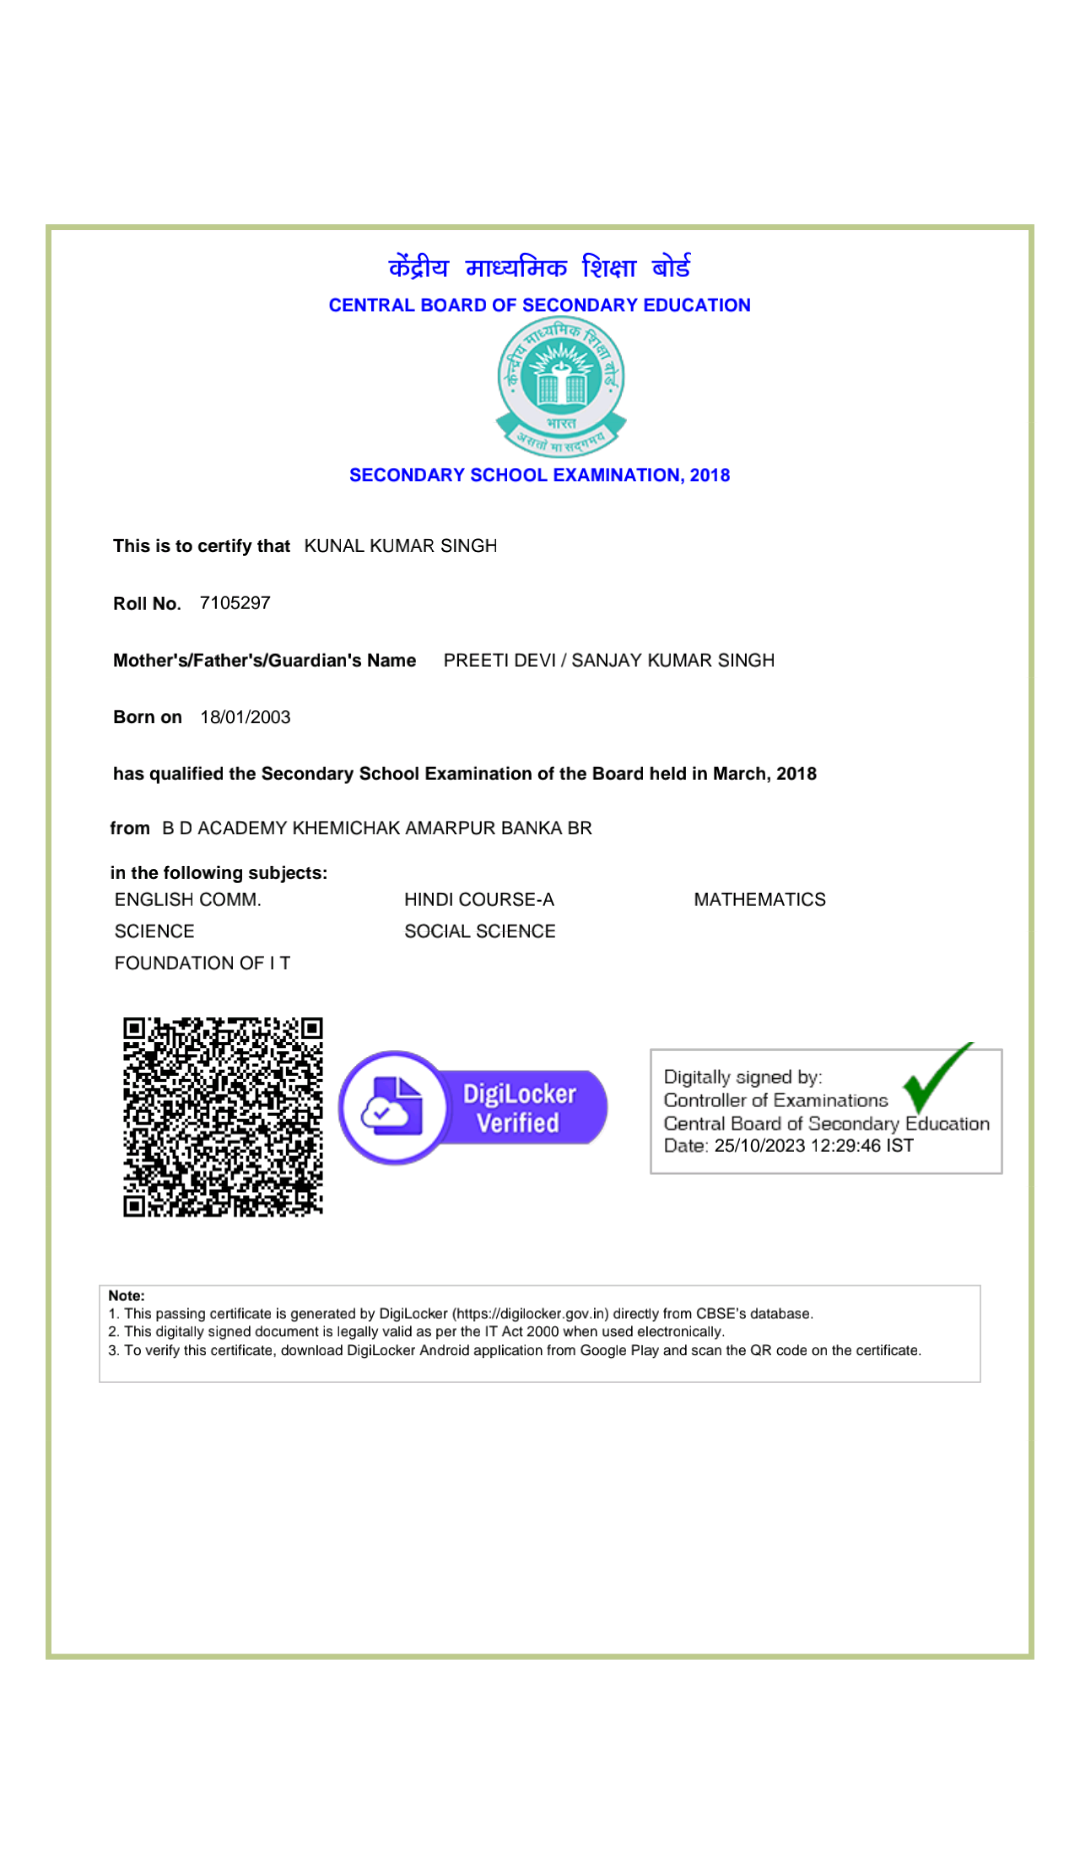 केंद्रीय माध्यमिक शिक्षा बोर्ड
CENTRAL BOARD OF SECONDARY EDUCATION
केन्द्रीय माध्यमिक शिक्षा बोर्ड
भारत
असतो मा सद्गमय
SECONDARY SCHOOL EXAMINATION, 2018
This is to certify that KUNAL KUMAR SINGH
Roll No. 7105297
Mother's/Father's/Guardian's Name PREETI DEVI / SANJAY KUMAR SINGH
Born on 18/01/2003
has qualified the Secondary School Examination of the Board held in March, 2018
from B D ACADEMY KHEMICHAK AMARPUR BANKA BR
in the following subjects:
ENGLISH COMM. HINDI COURSE-A MATHEMATICS
SCIENCE SOCIAL SCIENCE
FOUNDATION OF I T
DigiLocker
Verified
Digitally signed by:
Controller of Examinations
Central Board of Secondary Education
Date: 25/10/2023 12:29:46 IST
Note:
1. This passing certificate is generated by DigiLocker (https://digilocker.gov.in) directly from CBSE's database.
2. This digitally signed document is legally valid as per the IT Act 2000 when used electronically.
3. To verify this certificate, download DigiLocker Android application from Google Play and scan the QR code on the certificate.